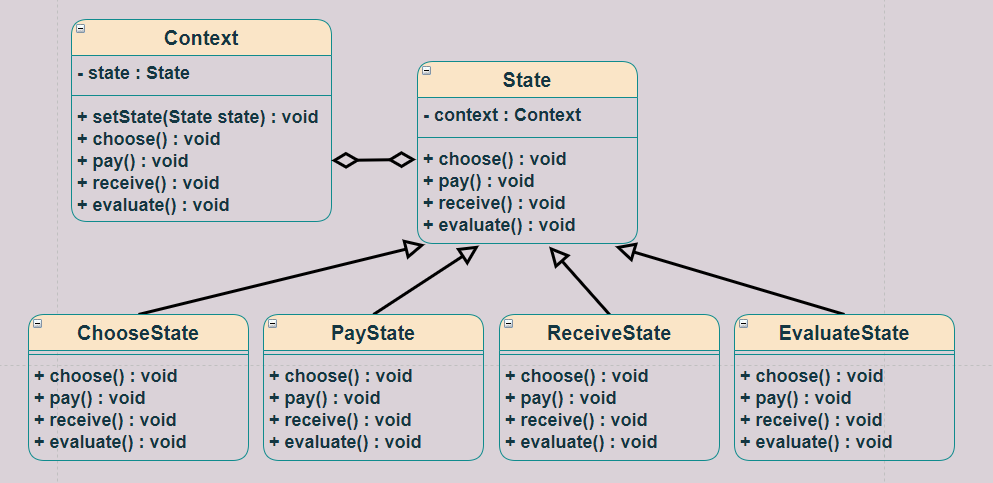 Context
- state : State
+ setState(State state) : void
+ choose() : void
+ pay() : void
+ receive() : void
+ evaluate() : void
State
- context : Context
+ choose() : void
+ pay() : void
+ receive() : void
+ evaluate() : void
ChooseState
+ choose() : void
+ pay() : void
+ receive() : void
+ evaluate() : void
PayState
+ choose() : void
+ pay() : void
+ receive() : void
+ evaluate() : void
ReceiveState
+ choose() : void
+ pay() : void
+ receive() : void
+ evaluate() : void
EvaluateState
+ choose() : void
+ pay() : void
+ receive() : void
+ evaluate() : void